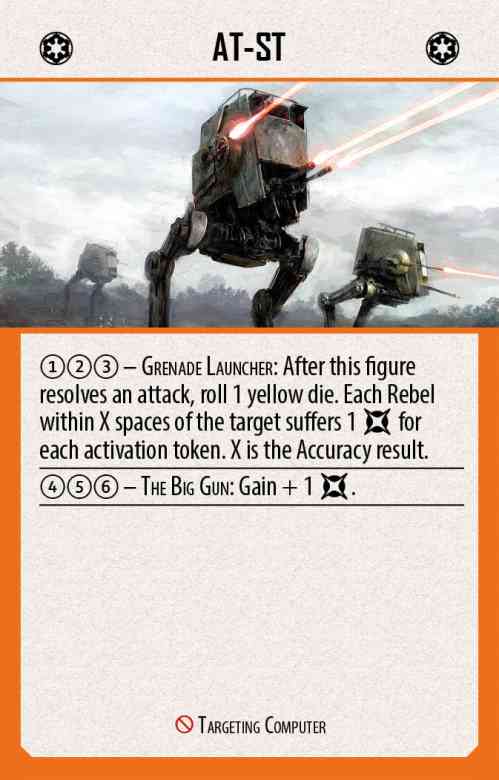 AT-ST
①②③ – Grenade Launcher: After this figure
resolves an attack, roll 1 yellow die. Each Rebel
within X spaces of the target suffers 1 for
each activation token. X is the Accuracy result.
④⑤⑥ – The Big Gun: Gain + 1 .
Targeting Computer